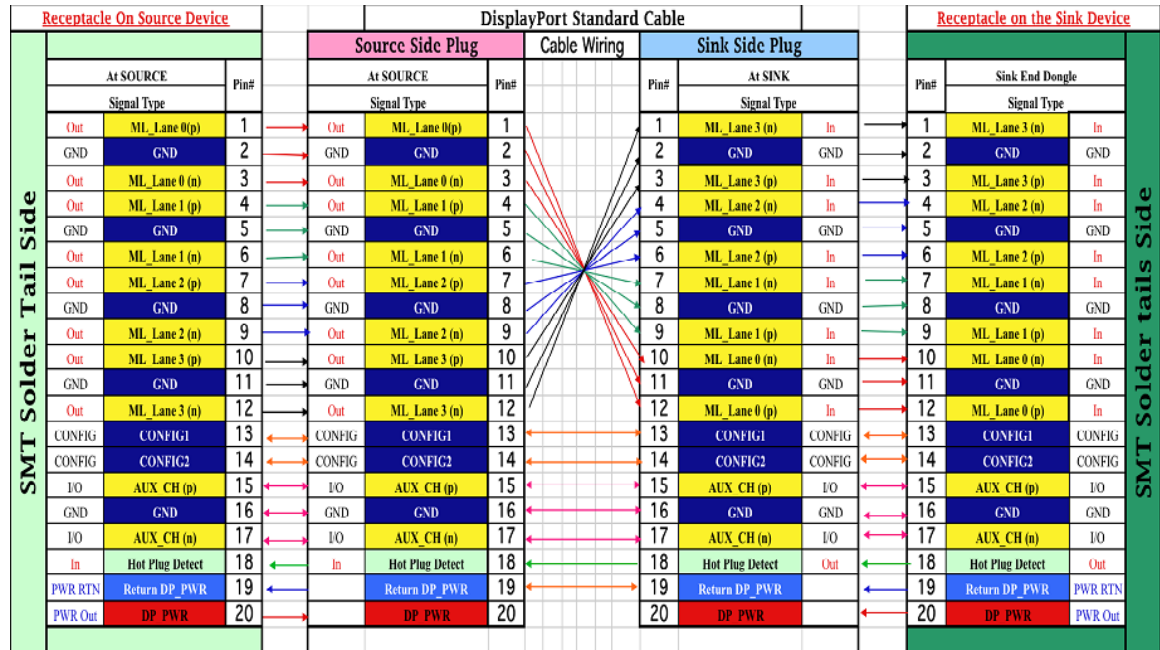 Receptacle On Source Device
DisplayPort Standard Cable
Receptacle on the Sink Device
Source Side Plug
Cable Wiring
Sink Side Plug
SMT Solder Tail Side
SMT Solder tails Side
At SOURCE Pin# At SOURCE Pin# Pin# At SINK Pin# Sink End Dongle
Signal Type Signal Type Signal Type Signal Type
Out ML_Lane 0(p) 1 Out ML_Lane 0(p) 1 1 ML_Lane 3 (n) In 1 ML_Lane 3 (n) In
GND GND 2 GND GND 2 2 GND GND 2 GND GND
Out ML_Lane 0 (n) 3 Out ML_Lane 0 (n) 3 3 ML_Lane 3 (p) In 3 ML_Lane 3 (p) In
Out ML_Lane 1 (p) 4 Out ML_Lane 1 (p) 4 4 ML_Lane 2 (n) In 4 ML_Lane 2 (n) In
GND GND 5 GND GND 5 5 GND GND 5 GND GND
Out ML_Lane 1 (n) 6 Out ML_Lane 1 (n) 6 6 ML_Lane 2 (p) In 6 ML_Lane 2 (p) In
Out ML_Lane 2 (p) 7 Out ML_Lane 2 (p) 7 7 ML_Lane 1 (n) In 7 ML_Lane 1 (n) In
GND GND 8 GND GND 8 8 GND GND 8 GND GND
Out ML_Lane 2 (n) 9 Out ML_Lane 2 (n) 9 9 ML_Lane 1 (p) In 9 ML_Lane 1 (p) In
Out ML_Lane 3 (p) 10 Out ML_Lane 3 (p) 10 10 ML_Lane 0 (n) In 10 ML_Lane 0 (n) In
GND GND 11 GND GND 11 11 GND GND 11 GND GND
Out ML_Lane 3 (n) 12 Out ML_Lane 3 (n) 12 12 ML_Lane 0 (p) In 12 ML_Lane 0 (p) In
CONFIG CONFIG1 13 CONFIG CONFIG1 13 13 CONFIG1 CONFIG 13 CONFIG1 CONFIG
CONFIG CONFIG2 14 CONFIG CONFIG2 14 14 CONFIG2 CONFIG 14 CONFIG2 CONFIG
I/O AUX_CH (p) 15 I/O AUX_CH (p) 15 15 AUX_CH (p) I/O 15 AUX_CH (p) I/O
GND GND 16 GND GND 16 16 GND GND 16 GND GND
I/O AUX_CH (n) 17 I/O AUX_CH (n) 17 17 AUX_CH (n) I/O 17 AUX_CH (n) I/O
In Hot Plug Detect 18 In Hot Plug Detect 18 18 Hot Plug Detect Out 18 Hot Plug Detect Out
PWR RTN Return DP_PWR 19 Return DP_PWR 19 19 Return DP_PWR 19 Return DP_PWR PWR RTN
PWR Out DP_PWR 20 DP_PWR 20 20 DP_PWR 20 DP_PWR PWR Out